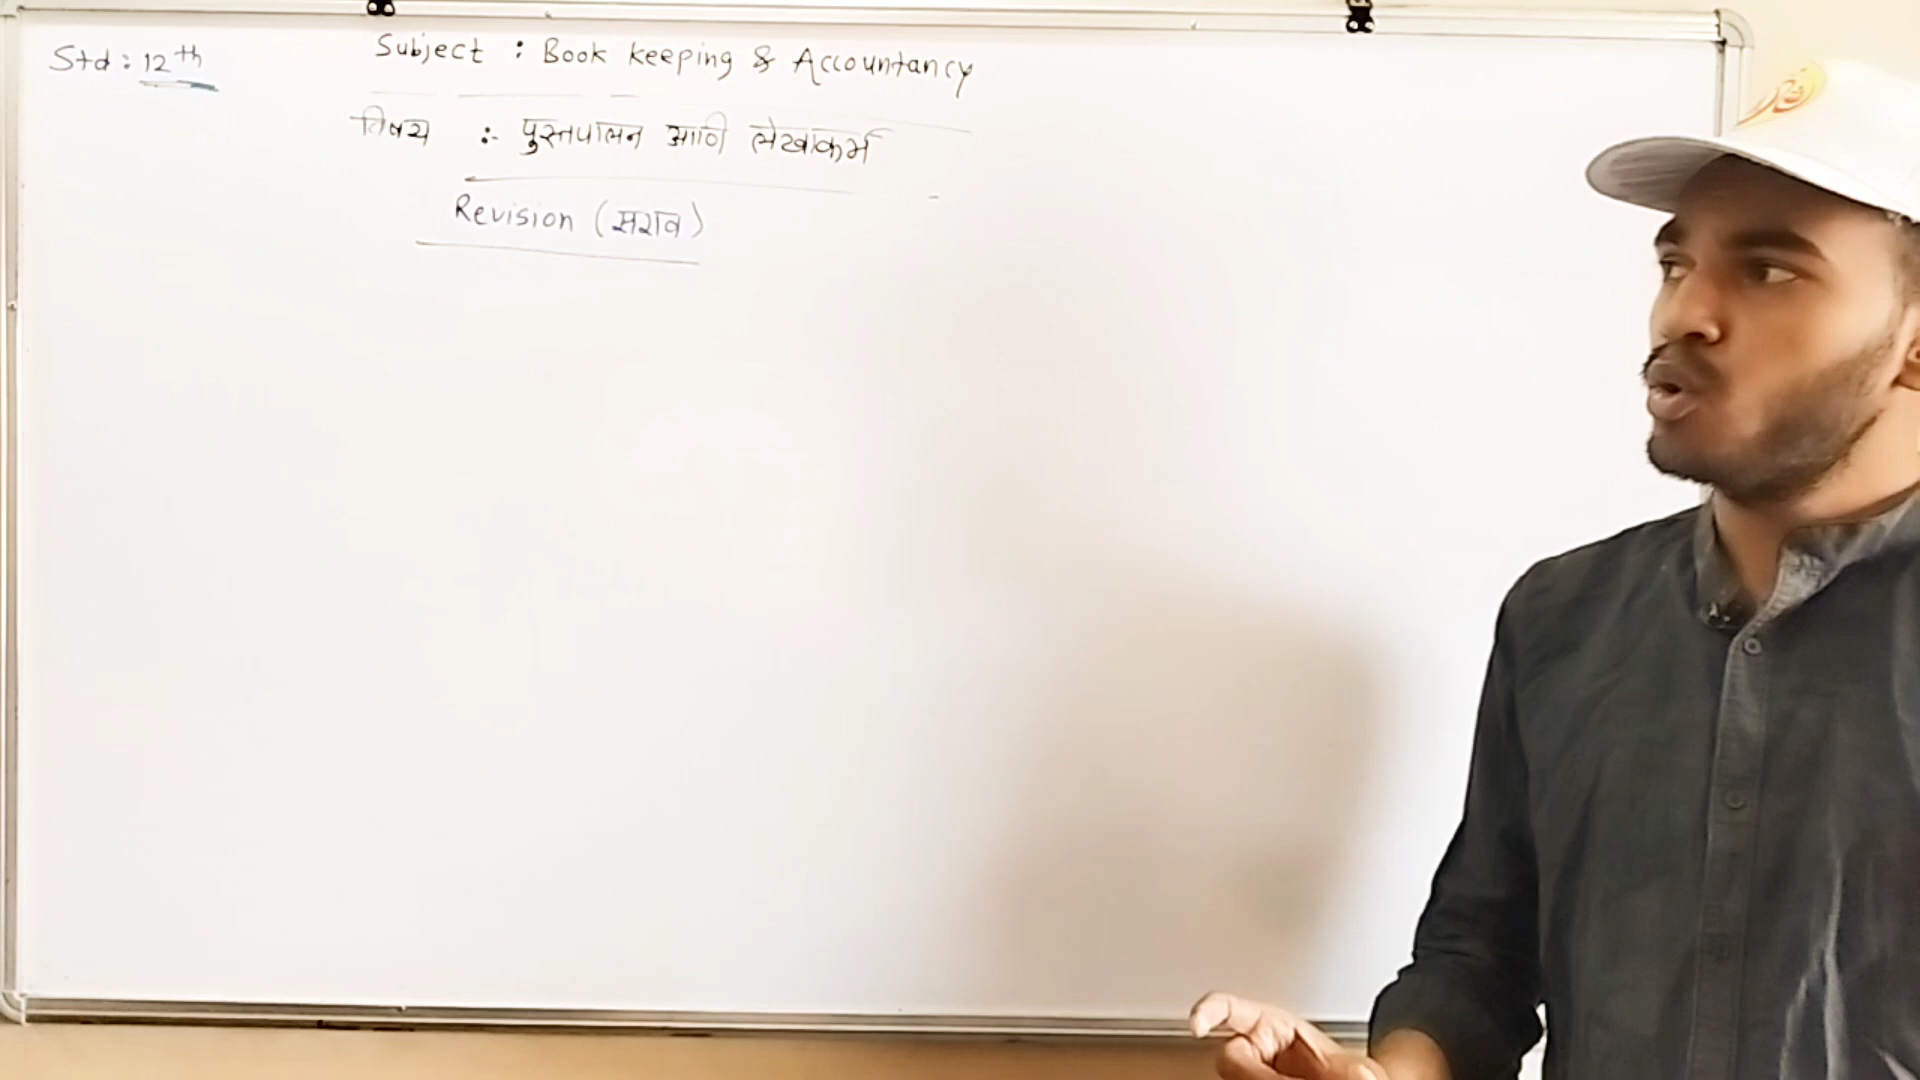 Std : 12th
Subject : Book keeping & Accountancy
विषय :- पुस्तपालन आणि लेखाकर्म
Revision (सराव)